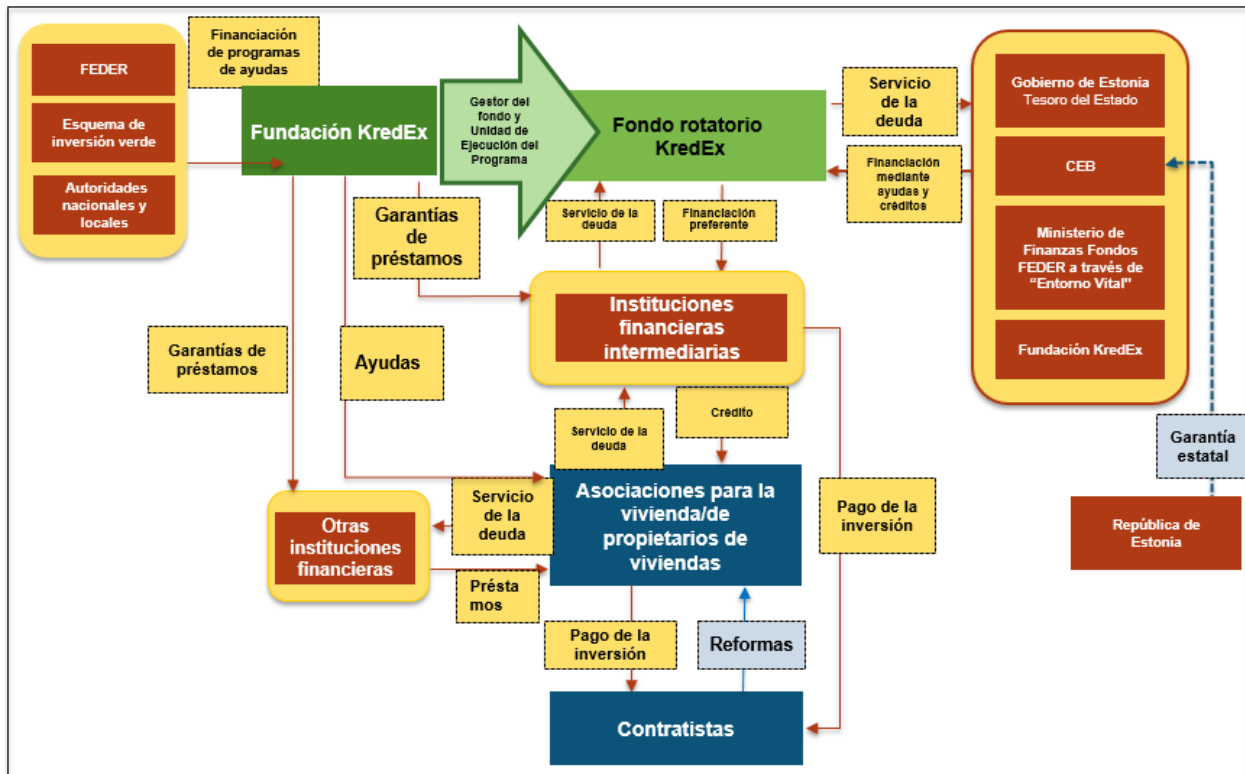 Financiación
de programas
de ayudas
FEDER
Esquema de
inversión verde
Autoridades
nacionales y
locales
Fundación KredEx
Gestor del
fondo y
Unidad de
Ejecución del
Programa
Fondo rotatorio
KredEx
Servicio
de la
deuda
Financiación
mediante
ayudas y
créditos
Gobierno de Estonia
Tesoro del Estado
CEB
Ministerio de
Finanzas Fondos
FEDER a través de
“Entorno Vital”
Fundación KredEx
Garantías
de
préstamos
Servicio de la
deuda
Financiación
preferente
Instituciones
financieras
intermediarias
Garantías de
préstamos
Ayudas
Servicio de la
deuda
Crédito
Garantía
estatal
República de
Estonia
Servicio
de la
deuda
Asociaciones para la
vivienda/de
propietarios de
viviendas
Pago de la
inversión
Otras
instituciones
financieras
Présta
mos
Pago de la
inversión
Reformas
Contratistas